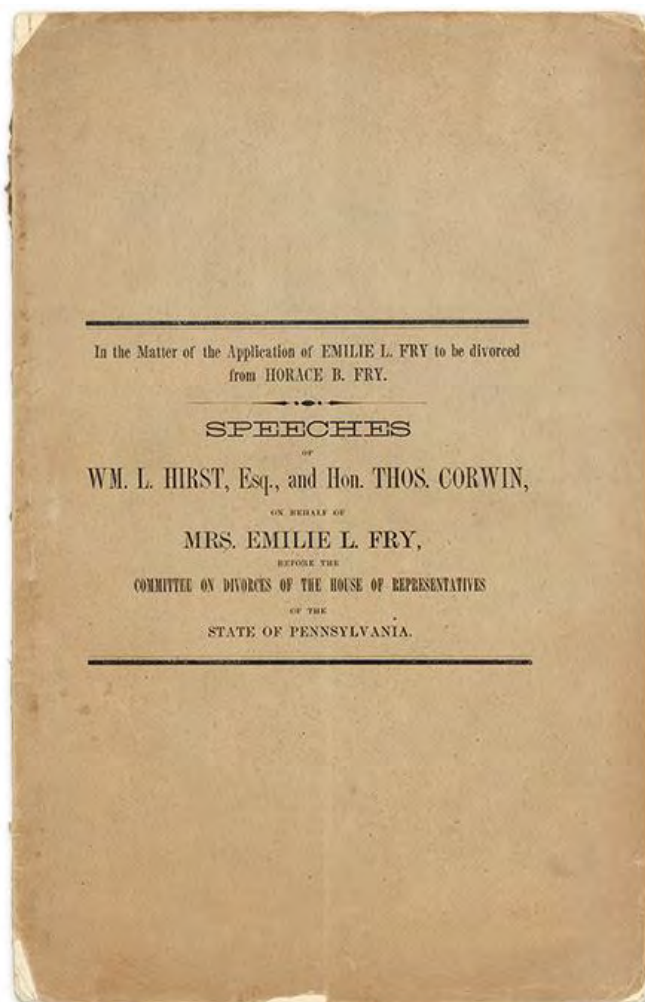 In the Matter of the Application of EMILIE L. FRY to be divorced
from HORACE B. FRY.
SPEECHES
OF
WM. L. HIRST, Esq., and Hon. THOS. CORWIN,
ON BEHALF OF
MRS. EMILIE L. FRY,
BEFORE THE
COMMITTEE ON DIVORCES OF THE HOUSE OF REPRESENTATIVES
OF THE
STATE OF PENNSYLVANIA.